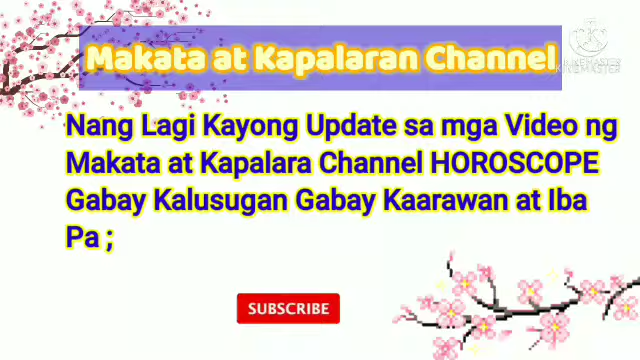 Makata at Kapalaran Channel
KINEMASTER
Nang Lagi Kayong Update sa mga Video ng
Makata at Kapalara Channel HOROSCOPE
Gabay Kalusugan Gabay Kaarawan at Iba
Pa ;
SUBSCRIBE